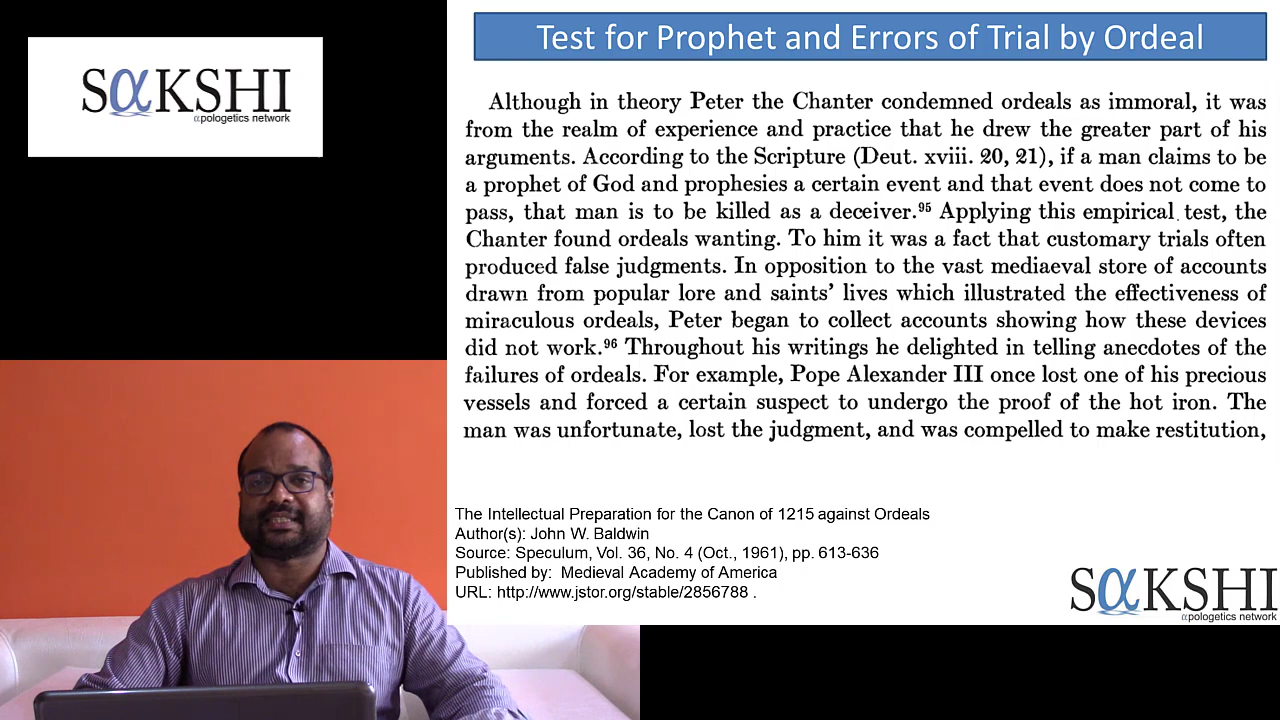 SαKSHI
αpologetics network
Test for Prophet and Errors of Trial by Ordeal
Although in theory Peter the Chanter condemned ordeals as immoral, it was
from the realm of experience and practice that he drew the greater part of his
arguments. According to the Scripture (Deut. xviii. 20, 21), if a man claims to be
a prophet of God and prophesies a certain event and that event does not come to
pass, that man is to be killed as a deceiver.⁹⁵ Applying this empirical test, the
Chanter found ordeals wanting. To him it was a fact that customary trials often
produced false judgments. In opposition to the vast mediaeval store of accounts
drawn from popular lore and saints' lives which illustrated the effectiveness of
miraculous ordeals, Peter began to collect accounts showing how these devices
did not work.⁹⁶ Throughout his writings he delighted in telling anecdotes of the
failures of ordeals. For example, Pope Alexander III once lost one of his precious
vessels and forced a certain suspect to undergo the proof of the hot iron. The
man was unfortunate, lost the judgment, and was compelled to make restitution,
The Intellectual Preparation for the Canon of 1215 against Ordeals
Author(s): John W. Baldwin
Source: Speculum, Vol. 36, No. 4 (Oct., 1961), pp. 613-636
Published by: Medieval Academy of America
URL: http://www.jstor.org/stable/2856788 .
SαKSHI
αpologetics network